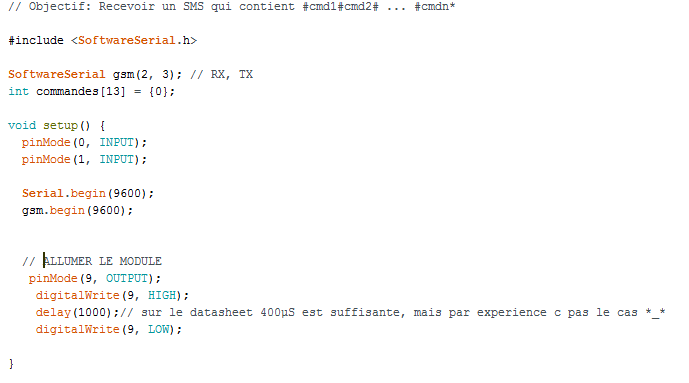 // Objectif: Recevoir un SMS qui contient #cmd1#cmd2# ... #cmdn*
#include <SoftwareSerial.h>
SoftwareSerial gsm(2, 3); // RX, TX
int commandes[13] = {0};
void setup() {
pinMode(0, INPUT);
pinMode(1, INPUT);
Serial.begin(9600);
gsm.begin(9600);
// ALLUMER LE MODULE
pinMode(9, OUTPUT);
digitalWrite(9, HIGH);
delay(1000);// sur le datasheet 400µS est suffisante, mais par experience c pas le cas *_*
digitalWrite(9, LOW);
}